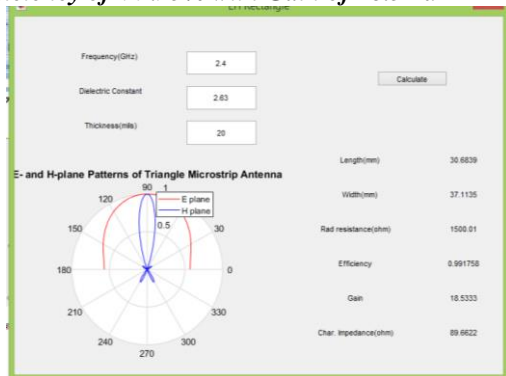 Rectangle
Frequency(GHz)
2.4
Calculate
Dielectric Constant
2.63
Thickness(mils)
20
Length(mm)
30.6839
E- and H-plane Patterns of Triangle Microstrip Antenna
Width(mm)
37.1135
Rad resistance(ohm)
1500.01
Efficiency
0.991758
Gain
18.5333
Char. Impedance(ohm)
89.6622
90
1
120
E plane
H plane
0.5
150
30
180
0
210
330
240
300
270